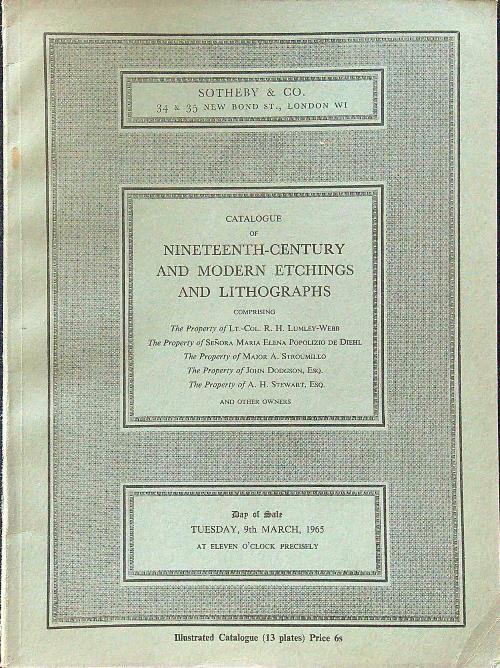 SOTHEBY & CO.
34 & 35 NEW BOND ST., LONDON W1
CATALOGUE
OF
NINETEENTH-CENTURY
AND MODERN ETCHINGS
AND LITHOGRAPHS
COMPRISING
The Property of LT.-COL. R. H. LUMLEY-WEBB
The Property of SEÑORA MARIA ELENA POPOLIZIO DE DIEHL
The Property of MAJOR A. STROUMILLO
The Property of JOHN DODGSON, ESQ.
The Property of A. H. STEWART, ESQ.
AND OTHER OWNERS
Day of Sale
TUESDAY, 9th MARCH, 1965
AT ELEVEN O'CLOCK PRECISELY
Illustrated Catalogue (13 plates) Price 6s